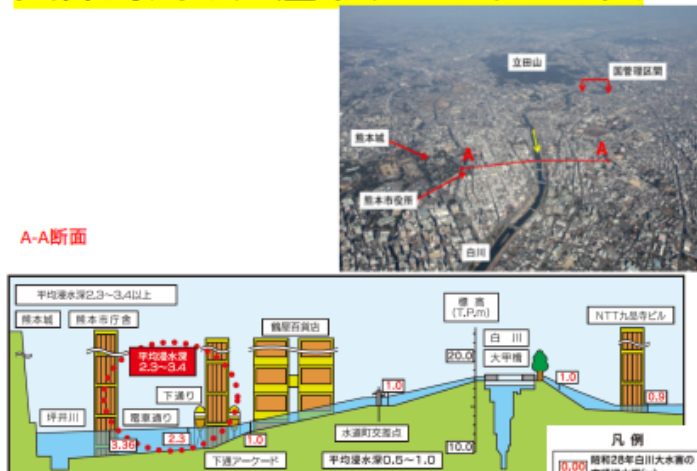 立田山
国管理区間
熊本城
A
A
熊本市役所
白川
A-A断面
平均浸水深2.3～3.4以上
熊本城
熊本市庁舎
鶴屋百貨店
標高
(T.P.m)
白川
大甲橋
NTT九品寺ビル
平均浸水深
2.3～3.4
20.0
下通り
坪井川
電車通り
3.36
2.3
1.0
1.0
1.0
0.9
水道町交差点
下通アーケード
平均浸水深0.5～1.0
10.0
凡例
0.00
昭和28年白川大水害の